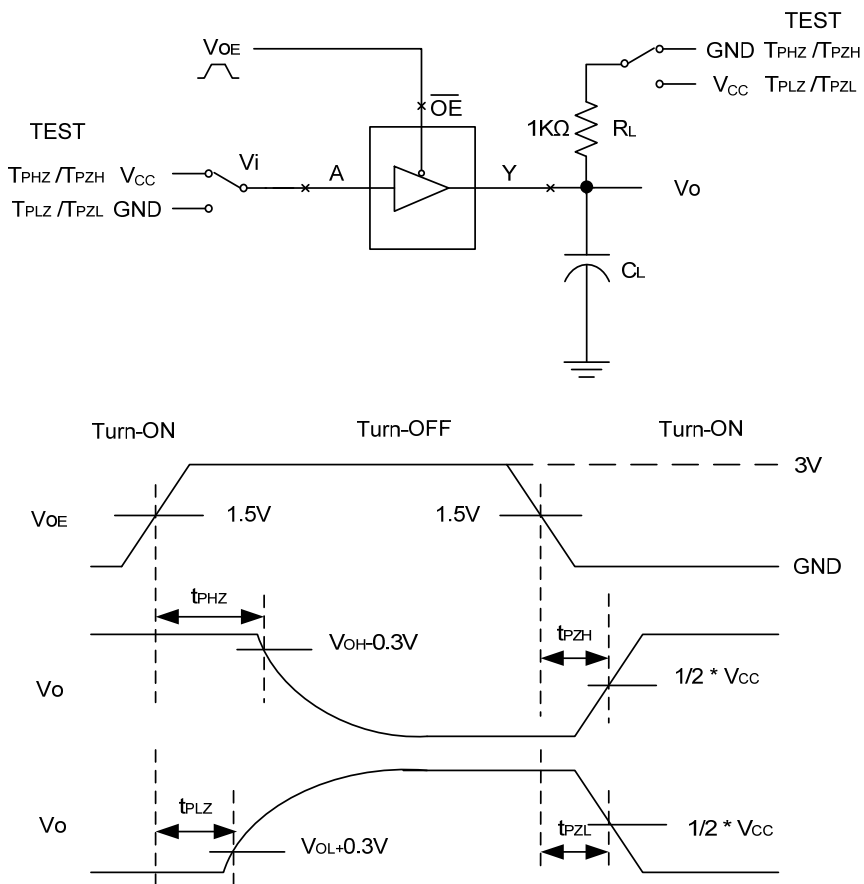 TEST
GND TPHZ /TPZH
VCC TPLZ /TPZL
VOE
OE
1KΩ RL
TEST
TPHZ /TPZH VCC
TPLZ /TPZL GND
Vi
A
Y
Vo
CL
Turn-ON Turn-OFF Turn-ON
3V
VOE 1.5V 1.5V
GND
tPHZ
VOH-0.3V
tPZH
Vo
1/2 * VCC
tPLZ
Vo
tPZL
1/2 * VCC
VOL+0.3V